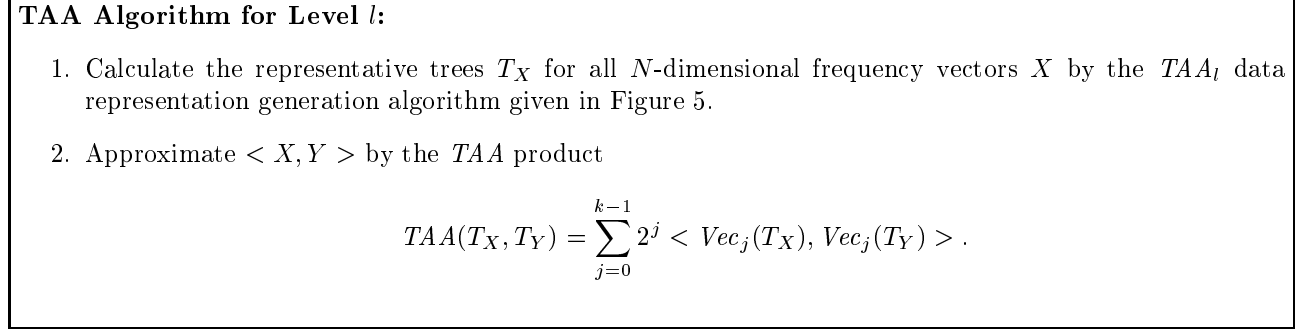 TAA Algorithm for Level l:
1. Calculate the representative trees T_X for all N-dimensional frequency vectors X by the TAA_l data
representation generation algorithm given in Figure 5.
2. Approximate < X, Y > by the TAA product
TAA(T_X, T_Y) = \sum_{j=0}^{k-1} 2^j < Vec_j(T_X), Vec_j(T_Y) > .